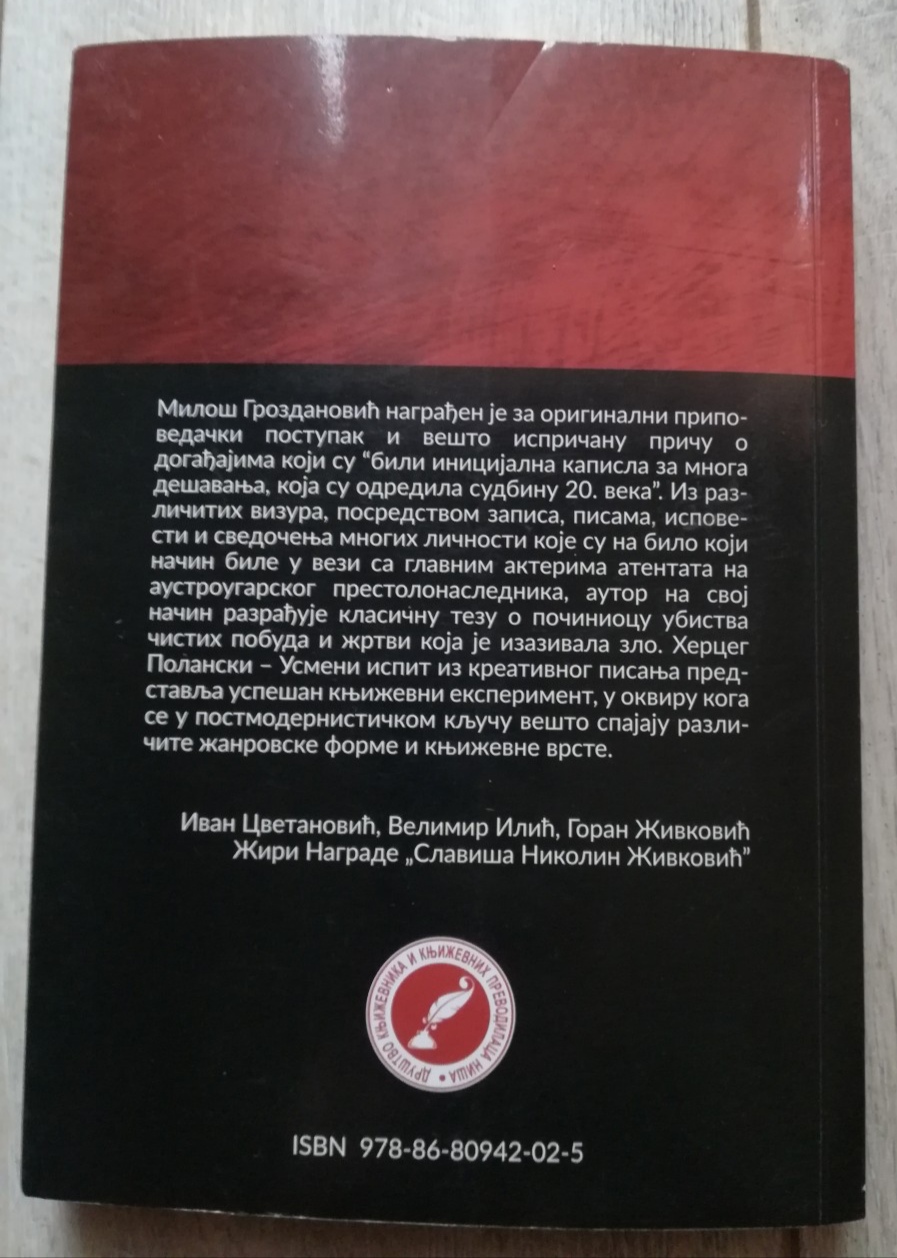 Милош Гроздановић награђен је за оригинални припо-
ведачки поступак и вешто испричану причу о
догађајима који су “били иницијална каписла за многа
дешавања, која су одредила судбину 20. века”. Из раз-
личитих визура, посредством записа, писама, испове-
сти и сведочења многих личности које су на било који
начин биле у вези са главним актерима атентата на
аустроугарског престолонаследника, аутор на свој
начин разрађује класичну тезу о починиоцу убиства
чистих побуда и жртви која је изазивала зло. Херцег
Полански – Усмени испит из креативног писања пред-
ставља успешан књижевни експеримент, у оквиру кога
се у постмодернистичком кључу вешто спајају разли-
чите жанровске форме и књижевне врсте.
Иван Цветановић, Велимир Илић, Горан Живковић
Жири Награде „Славиша Николин Живковић”
ДРУШТВО КЊИЖЕВНИКА И КЊИЖЕВНИХ ПРЕВОДИЛАЦА НИША •
ISBN 978-86-80942-02-5